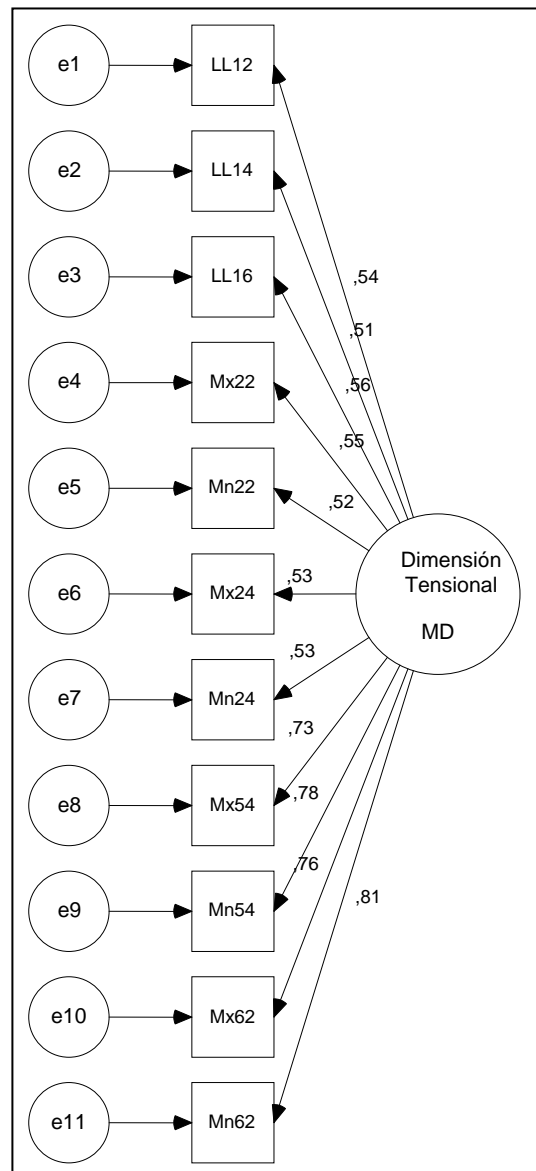 e1
LL12
e2
LL14
e3
LL16
e4
Mx22
e5
Mn22
e6
Mx24
e7
Mn24
e8
Mx54
e9
Mn54
e10
Mx62
e11
Mn62
,54
,51
,56
,55
,52
,53
,53
,73
,78
,76
,81
Dimensión
Tensional
MD